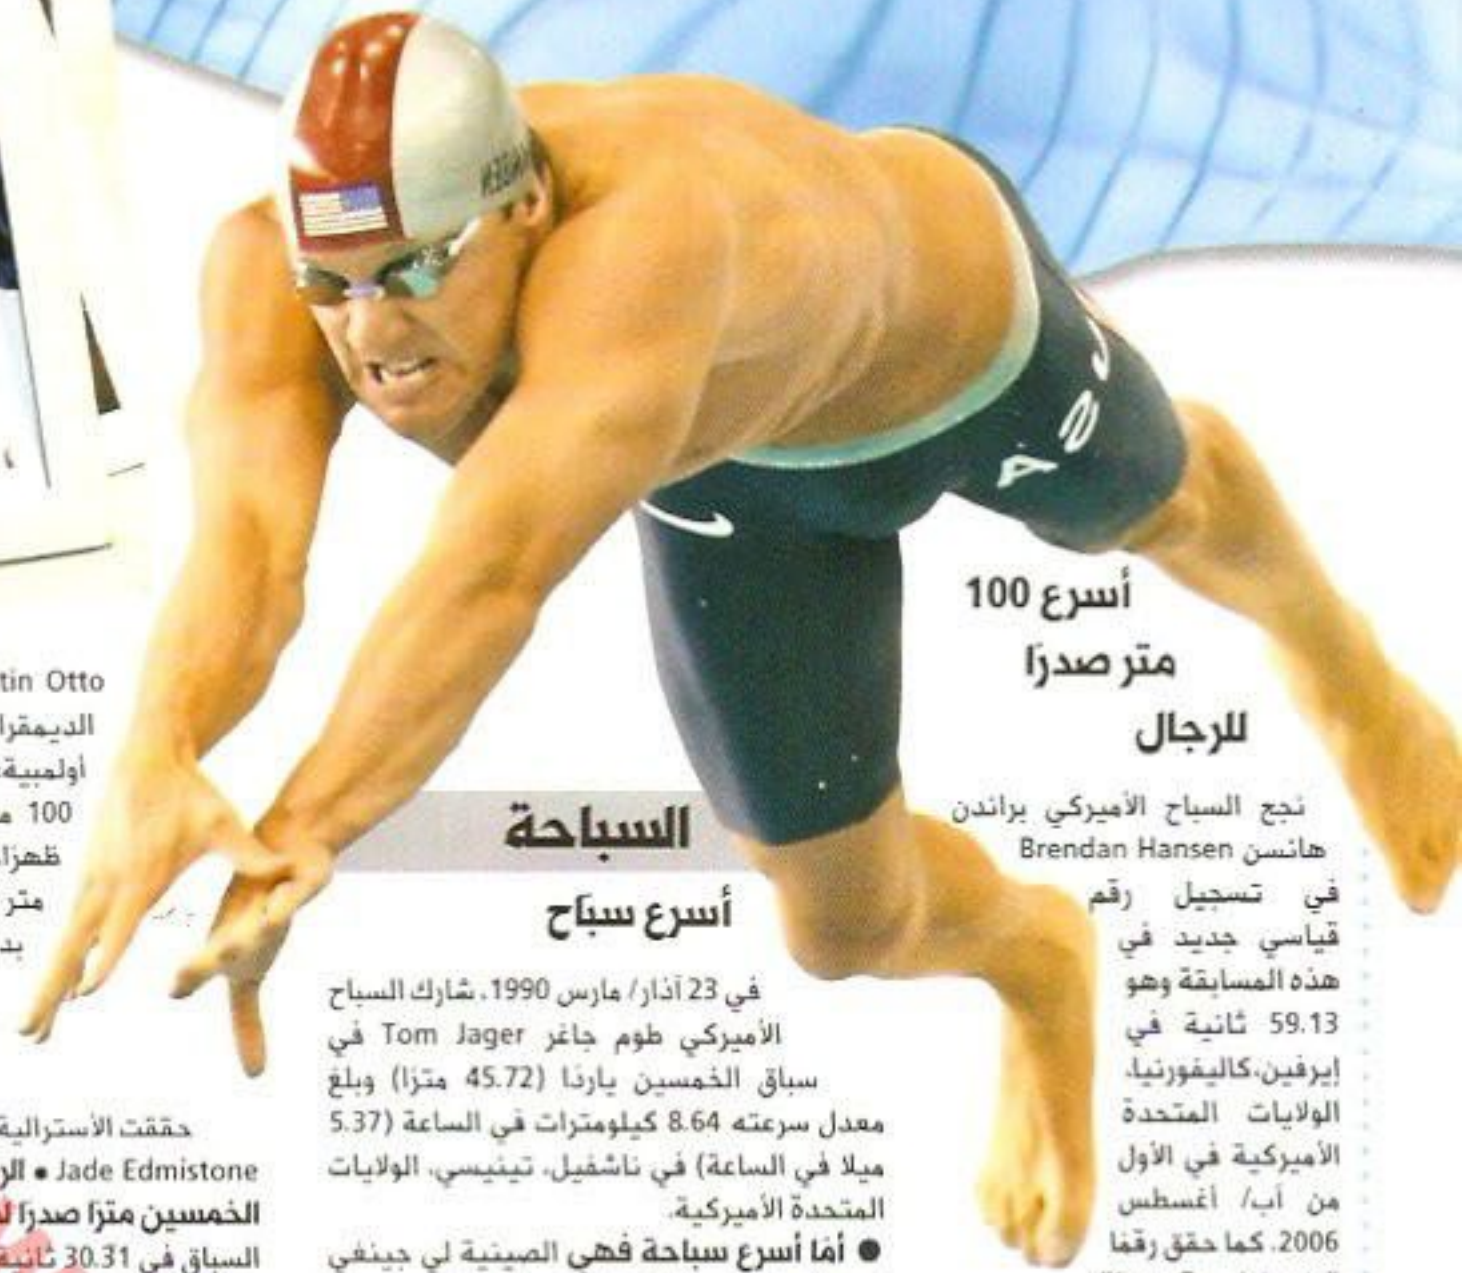 أسرع 100
متر صدرًا
للرجال
نجح السباح الأميركي براندن
هانسن Brendan Hansen
في تسجيل رقم
قياسي جديد في
هذه المسابقة وهو
59.13 ثانية في
إيرفين،كاليفورنيا،
الولايات المتحدة
الأميركية في الأول
من آب/ أغسطس
2006. كما حقق رقمًا
السباحة
أسرع سبّاح
في 23 آذار/ مارس 1990، شارك السباح
الأميركي طوم جاغر Tom Jager في
سباق الخمسين ياردًا (45.72 مترًا) وبلغ
معدل سرعته 8.64 كيلومترات في الساعة (5.37
ميلا في الساعة) في ناشفيل، تينيسي، الولايات
المتحدة الأميركية.
● أمّا أسرع سباحة فهي الصينية لي جينغي
tin Otto
الديمقرا
أولمبية
100 م
ظهرًا
متر
بد
حققت الأسترالية
Jade Edmistone ● الر
الخمسين مترًا صدرًا ل
السباق في 30.31 ثانية
USA